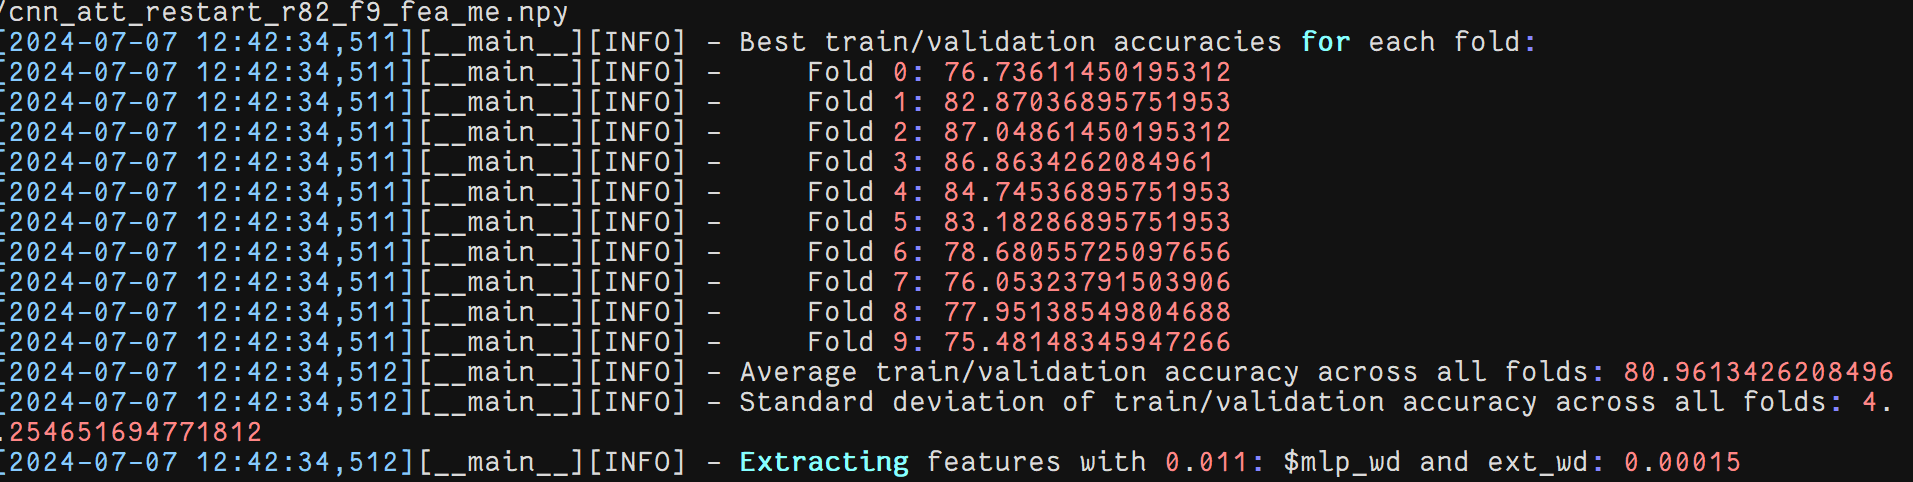 /cnn_att_restart_r82_f9_fea_me.npy
[2024-07-07 12:42:34,511][__main__][INFO] - Best train/validation accuracies for each fold:
[2024-07-07 12:42:34,511][__main__][INFO] -     Fold 0: 76.73611450195312
[2024-07-07 12:42:34,511][__main__][INFO] -     Fold 1: 82.87036895751953
[2024-07-07 12:42:34,511][__main__][INFO] -     Fold 2: 87.04861450195312
[2024-07-07 12:42:34,511][__main__][INFO] -     Fold 3: 86.8634262084961
[2024-07-07 12:42:34,511][__main__][INFO] -     Fold 4: 84.74536895751953
[2024-07-07 12:42:34,511][__main__][INFO] -     Fold 5: 83.18286895751953
[2024-07-07 12:42:34,511][__main__][INFO] -     Fold 6: 78.68055725097656
[2024-07-07 12:42:34,511][__main__][INFO] -     Fold 7: 76.05323791503906
[2024-07-07 12:42:34,511][__main__][INFO] -     Fold 8: 77.95138549804688
[2024-07-07 12:42:34,511][__main__][INFO] -     Fold 9: 75.48148345947266
[2024-07-07 12:42:34,512][__main__][INFO] - Average train/validation accuracy across all folds: 80.9613426208496
[2024-07-07 12:42:34,512][__main__][INFO] - Standard deviation of train/validation accuracy across all folds: 4.
.254651694771812
[2024-07-07 12:42:34,512][__main__][INFO] - Extracting features with 0.011: $mlp_wd and ext_wd: 0.00015